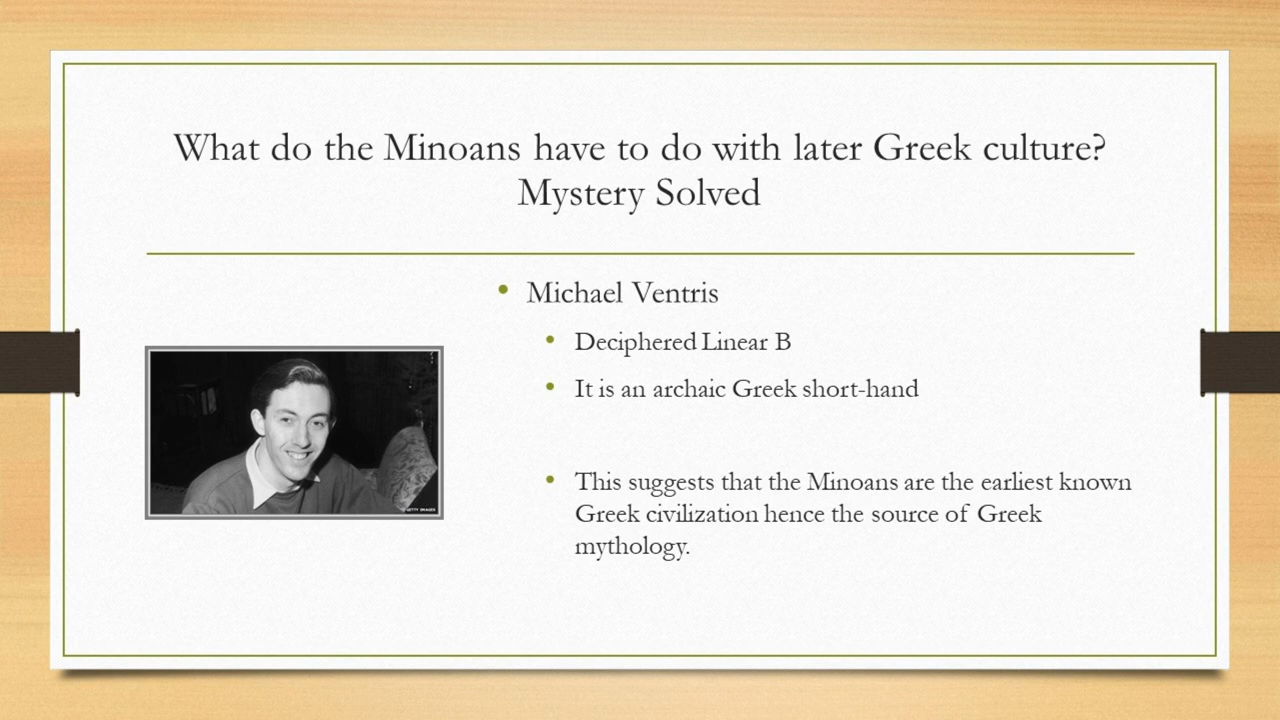 What do the Minoans have to do with later Greek culture?
Mystery Solved
• Michael Ventris
• Deciphered Linear B
• It is an archaic Greek short-hand
• This suggests that the Minoans are the earliest known
Greek civilization hence the source of Greek
mythology.
GETTY IMAGES